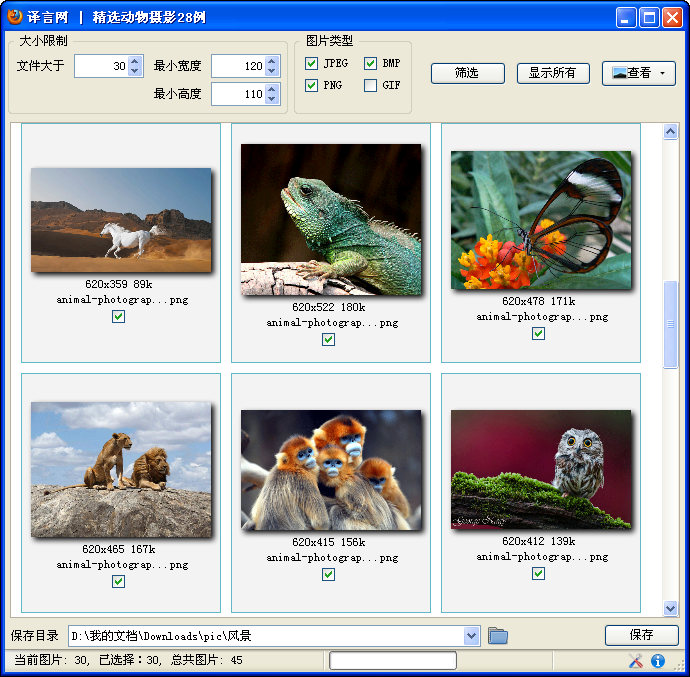 译言网 | 精选动物摄影28例
大小限制
图片类型
文件大于 30 最小宽度 120
JPEG BMP
筛选 显示所有 查看
最小高度 110
PNG GIF
620x359 89k
animal-photograp...png
620x522 180k
animal-photograp...png
620x478 171k
animal-photograp...png
620x465 167k
animal-photograp...png
620x415 156k
animal-photograp...png
620x412 139k
animal-photograp...png
保存目录 D:\我的文档\Downloads\pic\风景 保存
当前图片: 30, 已选择:30, 总共图片: 45